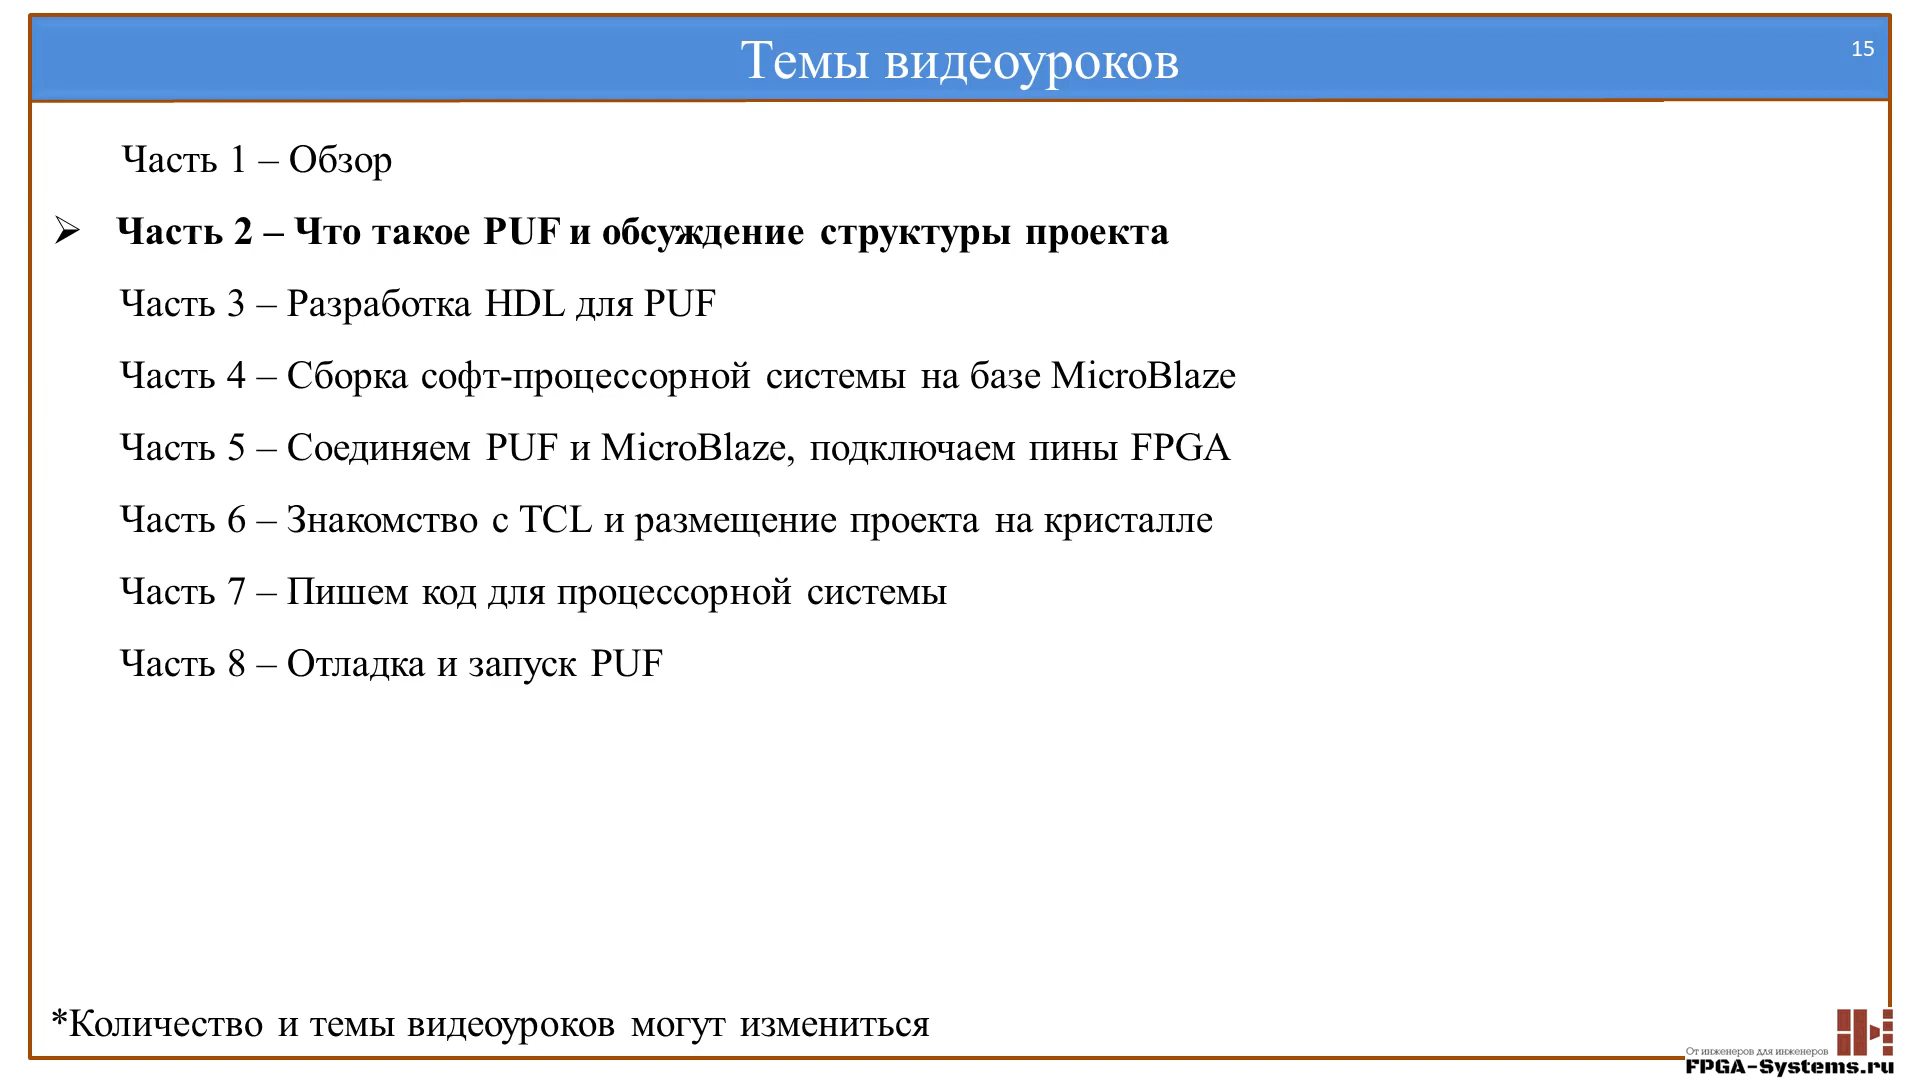 Темы видеоуроков
15
Часть 1 – Обзор
Часть 2 – Что такое PUF и обсуждение структуры проекта
Часть 3 – Разработка HDL для PUF
Часть 4 – Сборка софт-процессорной системы на базе MicroBlaze
Часть 5 – Соединяем PUF и MicroBlaze, подключаем пины FPGA
Часть 6 – Знакомство с TCL и размещение проекта на кристалле
Часть 7 – Пишем код для процессорной системы
Часть 8 – Отладка и запуск PUF
*Количество и темы видеоуроков могут измениться
От инженеров для инженеров
FPGA-Systems.ru